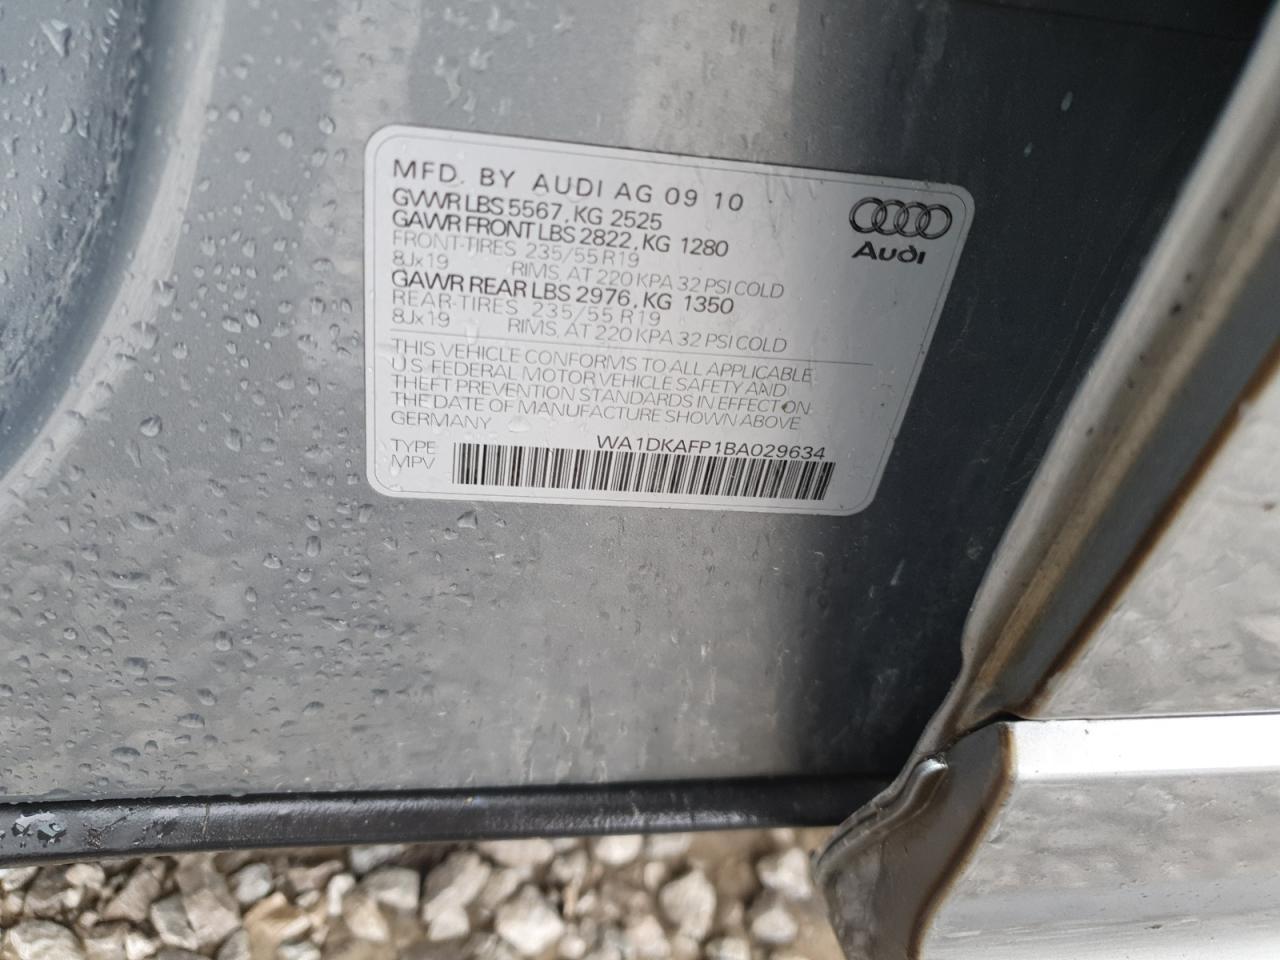 MFD. BY AUDI AG 09 10
GVWR LBS 5567, KG 2525
GAWR FRONT LBS 2822, KG 1280
FRONT-TIRES 235/55 R19
8Jx19 RIMS, AT 220 KPA 32 PSI COLD
GAWR REAR LBS 2976, KG 1350
REAR-TIRES 235/55 R19
8Jx19 RIMS, AT 220 KPA 32 PSI COLD
THIS VEHICLE CONFORMS TO ALL APPLICABLE
U.S. FEDERAL MOTOR VEHICLE SAFETY AND
THEFT PREVENTION STANDARDS IN EFFECT ON
THE DATE OF MANUFACTURE SHOWN ABOVE
GERMANY
WA1DKAFP1BA029634
TYPE
MPV
Audi